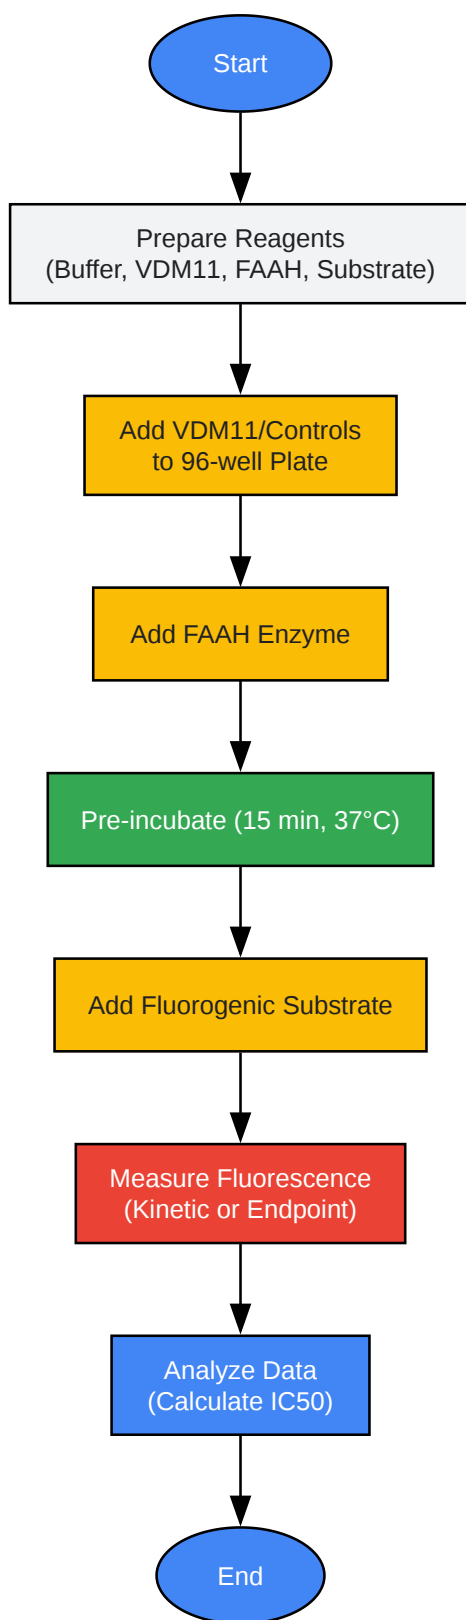 Start
Prepare Reagents
(Buffer, VDM11, FAAH, Substrate)
Add VDM11/Controls
to 96-well Plate
Add FAAH Enzyme
Pre-incubate (15 min, 37°C)
Add Fluorogenic Substrate
Measure Fluorescence
(Kinetic or Endpoint)
Analyze Data
(Calculate IC50)
End